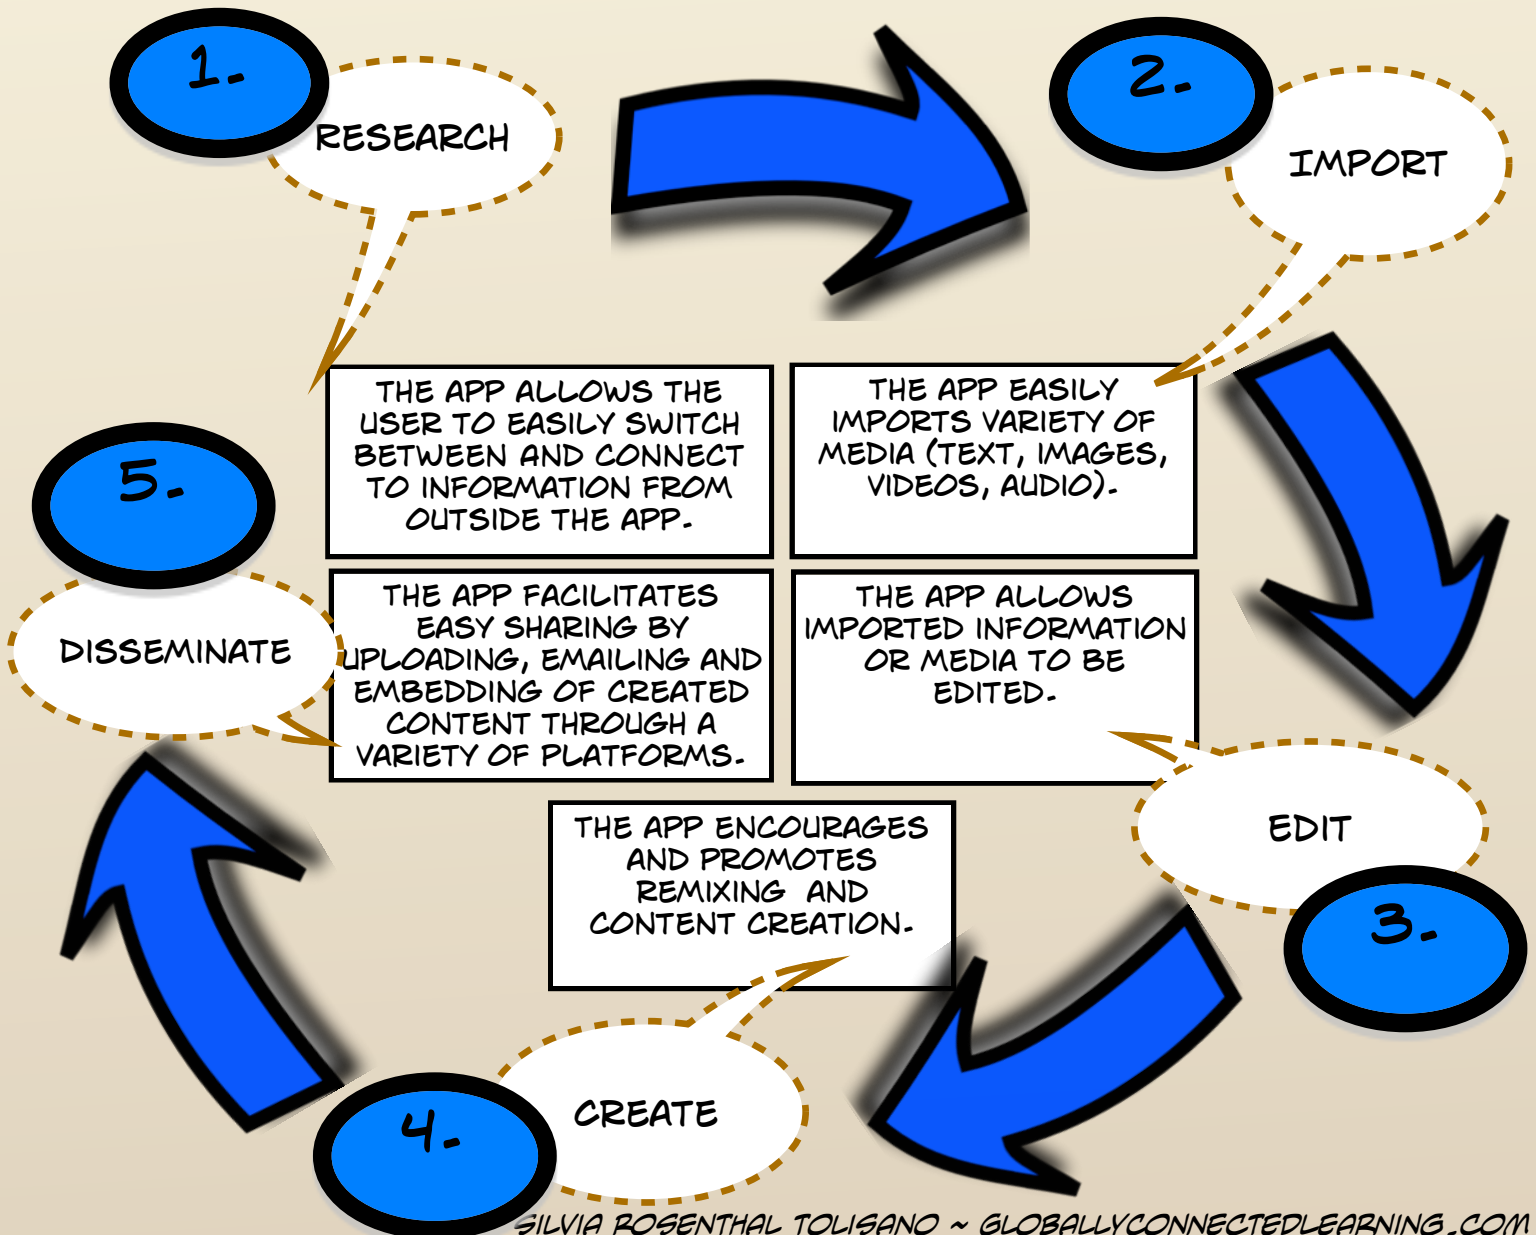 1.
RESEARCH
2.
IMPORT
THE APP ALLOWS THE
USER TO EASILY SWITCH
BETWEEN AND CONNECT
TO INFORMATION FROM
OUTSIDE THE APP.
THE APP EASILY
IMPORTS VARIETY OF
MEDIA (TEXT, IMAGES,
VIDEOS, AUDIO).
5.
DISSEMINATE
THE APP FACILITATES
EASY SHARING BY
UPLOADING, EMAILING AND
EMBEDDING OF CREATED
CONTENT THROUGH A
VARIETY OF PLATFORMS.
THE APP ALLOWS
IMPORTED INFORMATION
OR MEDIA TO BE
EDITED.
EDIT
3.
THE APP ENCOURAGES
AND PROMOTES
REMIXING AND
CONTENT CREATION.
4.
CREATE
SILVIA ROSENTHAL TOLISANO ~ GLOBALLYCONNECTEDLEARNING.COM